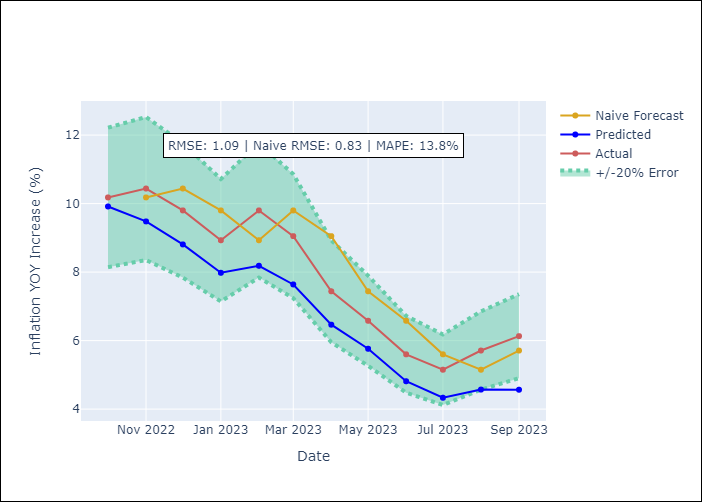 Inflation YOY Increase (%)
12
10
8
6
4
RMSE: 1.09 | Naive RMSE: 0.83 | MAPE: 13.8%
Nov 2022
Jan 2023
Mar 2023
May 2023
Jul 2023
Sep 2023
Date
Naive Forecast
Predicted
Actual
+/-20% Error